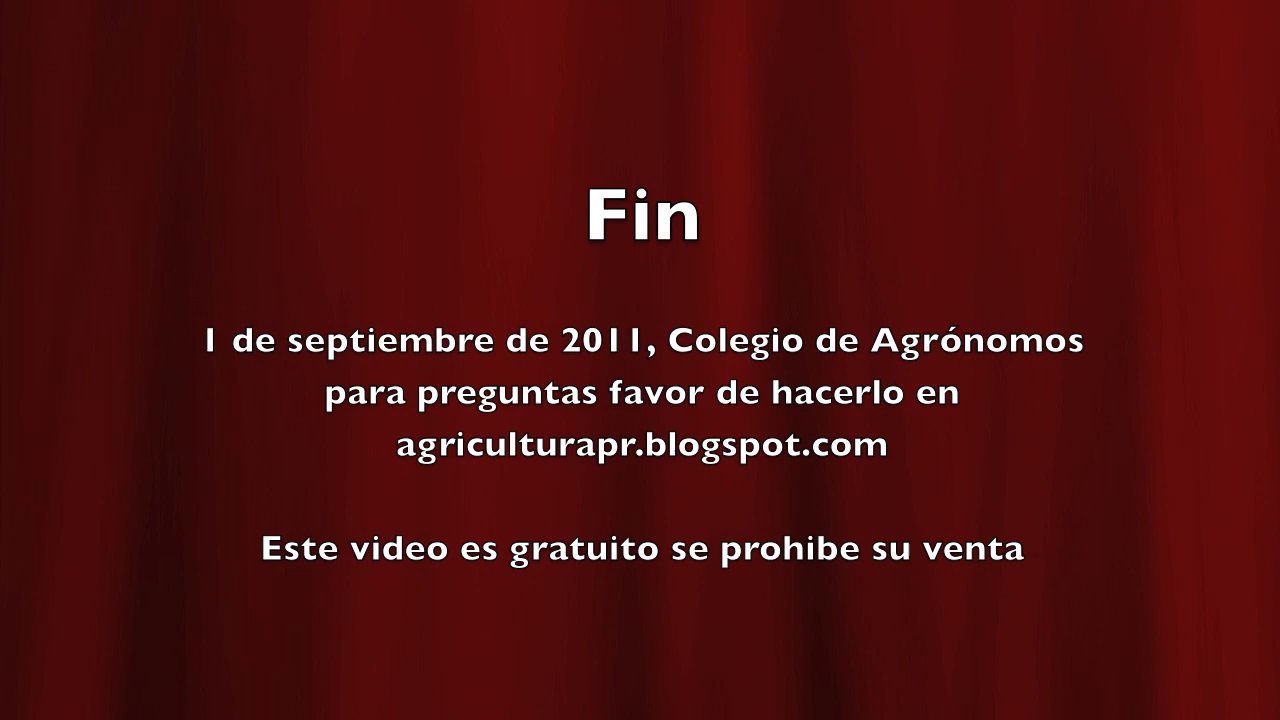 Fin
1 de septiembre de 2011, Colegio de Agrónomos
para preguntas favor de hacerlo en
agriculturapr.blogspot.com
Este video es gratuito se prohibe su venta